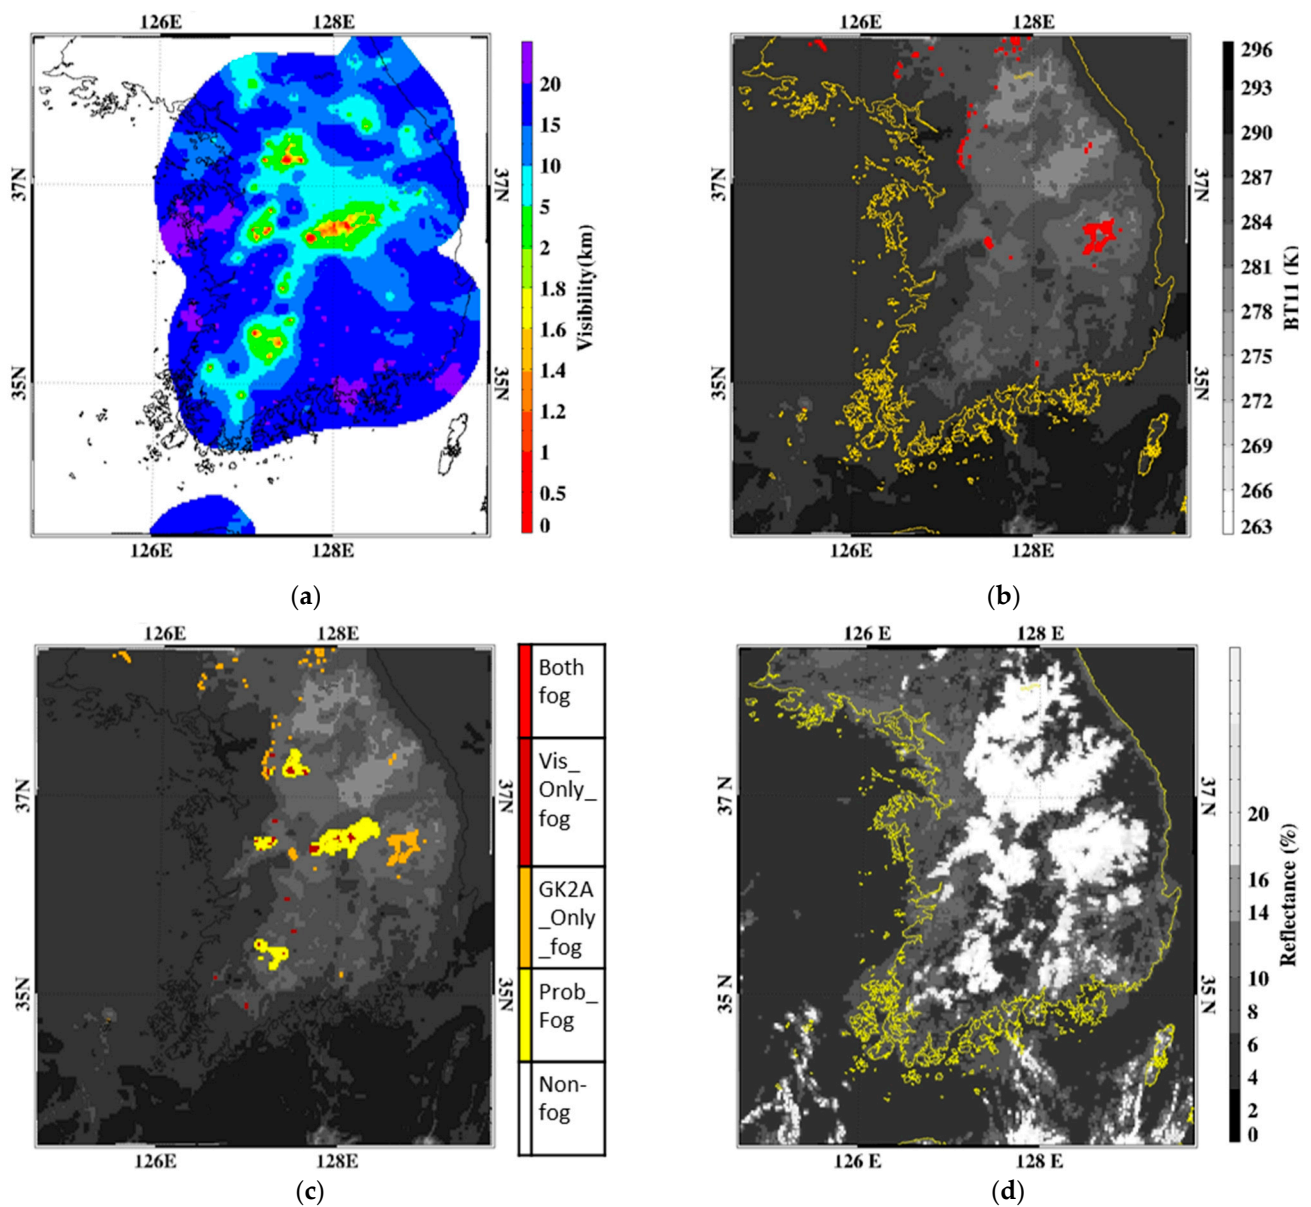 126E
128E
20
15
10
5
2
1.8
1.6
1.4
1.2
1
0.5
0
Visibility(km)
37N
37N
35N
35N
126E
128E
(a)
126E
128E
296
293
290
287
284
281
278
275
272
269
266
263
BT11 (K)
37N
37N
35N
35N
126E
128E
(b)
126E
128E
Both
fog
Vis_
Only_
fog
GK2A
_Only
_fog
Prob_
Fog
Non-
fog
37N
37N
35N
35N
126E
128E
(c)
126 E
128 E
20
16
14
10
8
6
4
2
0
Reflectance (%)
37 N
37 N
35 N
35 N
126 E
128 E
(d)